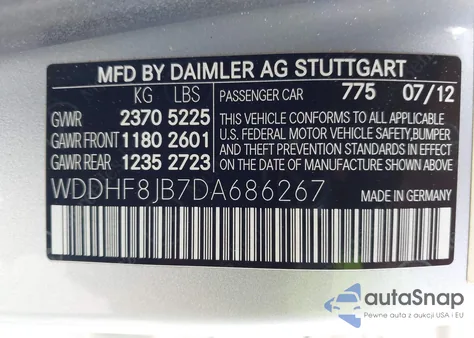 MFD BY DAIMLER AG STUTTGART
KG LBS PASSENGER CAR 775 07/12
GVWR 2370 5225 THIS VEHICLE CONFORMS TO ALL APPLICABLE
GAWR FRONT 1180 2601 U.S. FEDERAL MOTOR VEHICLE SAFETY, BUMPER
GAWR REAR 1235 2723 AND THEFT PREVENTION STANDARDS IN EFFECT ON THE DATE OF MANUFACTURE SHOWN ABOVE.
WDDHF8JB7DA686267 MADE IN GERMANY
autoSnap
Pewne auta z aukcji USA i EU